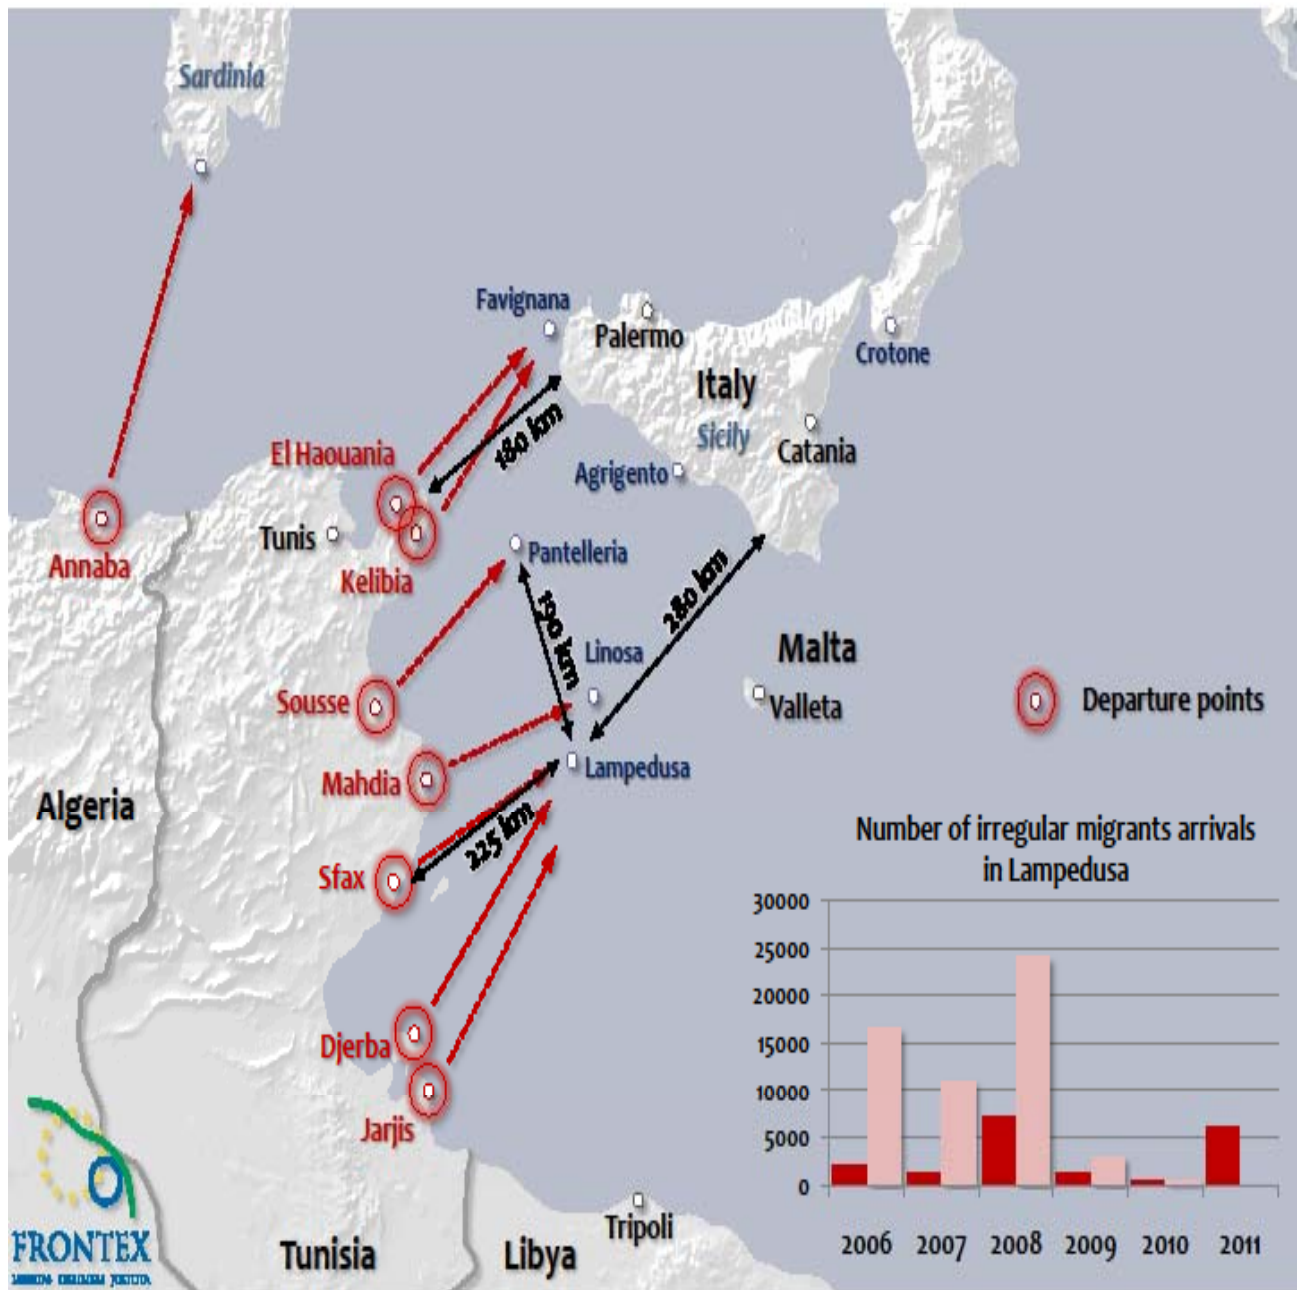 Sardinia
Favignana
Palermo
Crotone
Italy
Sicily
Catania
180 km
El Haouania
Agrigento
Tunis
Annaba
Kelibia
Pantelleria
190 km
280 km
Linosa
Malta
Sousse
Valleta
Departure points
Mahdia
Lampedusa
Algeria
225 km
Sfax
Number of irregular migrants arrivals
in Lampedusa
30000
25000
20000
15000
10000
5000
0
2006 2007 2008 2009 2010 2011
Djerba
Jarjis
Tripoli
Tunisia
Libya
FRONTEX